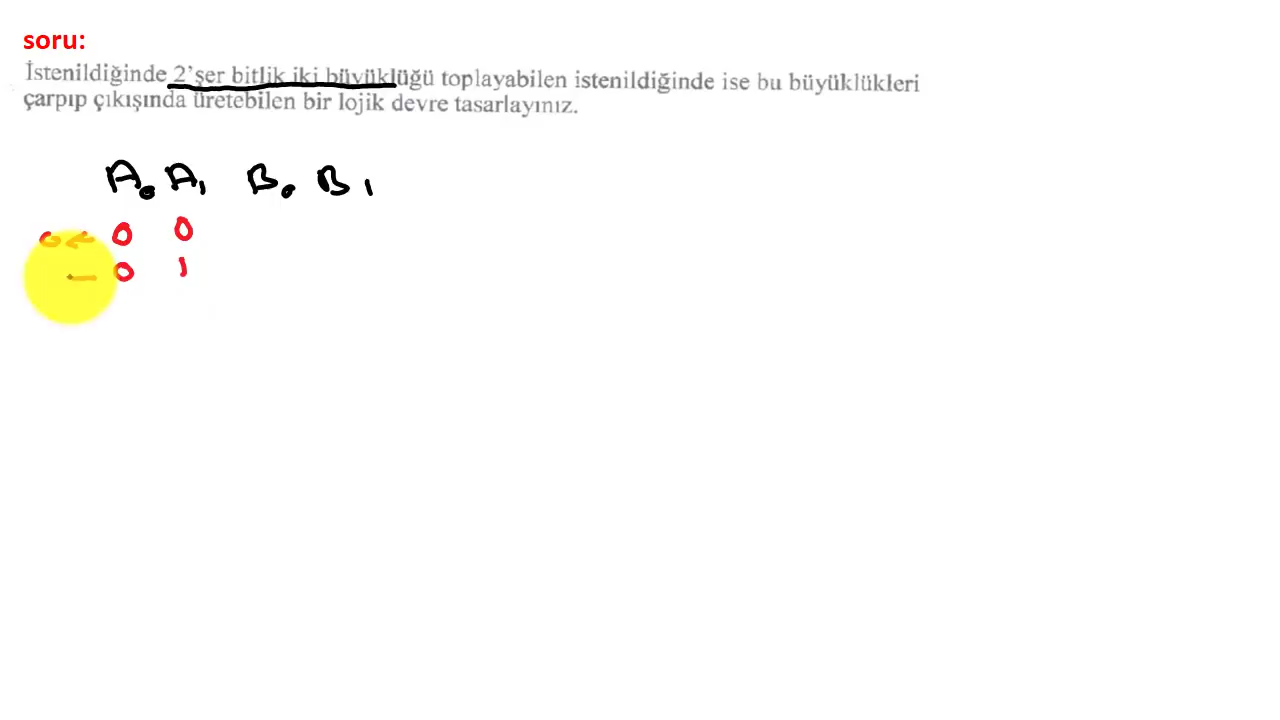 soru:
İstenildiğinde 2'şer bitlik iki büyüklüğü toplayabilen istenildiğinde ise bu büyüklükleri
çarpıp çıkışında üretebilen bir lojik devre tasarlayınız.
A₀ A₁ B₀ B₁
0 ← 0 0
— 0 1